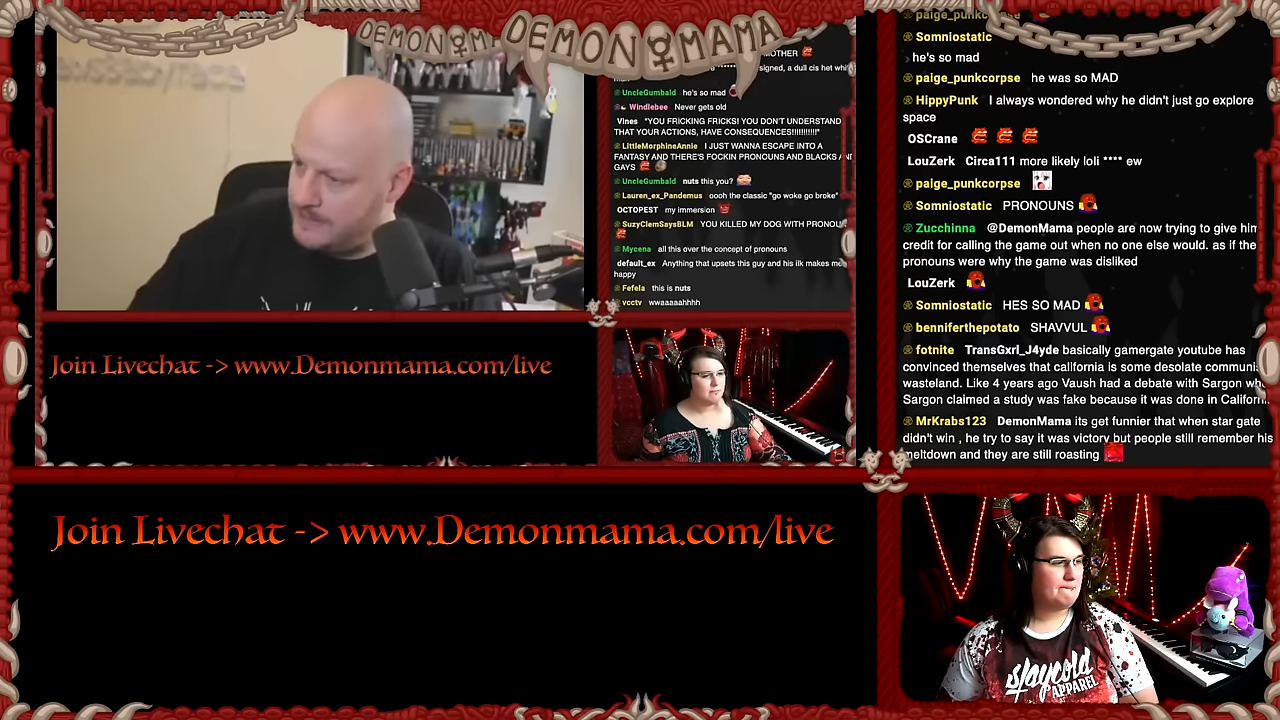 DEMON MAMA
DEMON MAMA
MOTHER
signed, a dull cis het whi
UncleGumbald he's so mad
Windlebee Never gets old
Vines "YOU FRICKING FRICKS! YOU DON'T UNDERSTAND
THAT YOUR ACTIONS, HAVE CONSEQUENCES!!!!!!!!!!!"
LittleMorphineAnnie I JUST WANNA ESCAPE INTO A
FANTASY AND THERE'S FOCKIN PRONOUNS AND BLACKS
GAYS
UncleGumbald nuts this you?
Lauren_ex_Pandemus oooh the classic "go woke go broke"
OCTOPEST my immersion
SuzyClemSaysBLM YOU KILLED MY DOG WITH PRONOU
Mycena all this over the concept of pronouns
default_ex Anything that upsets this guy and his ilk makes me
happy
Fefela this is nuts
vcctv wwaaaaahhhh
Join Livechat -> www.Demonmama.com/live
paige_punkcorpse
Somniostatic
he's so mad
paige_punkcorpse he was so MAD
HippyPunk I always wondered why he didn't just go explore
space
OSCrane
LouZerk Circa111 more likely loli **** ew
paige_punkcorpse
Somniostatic PRONOUNS
Zucchinna @DemonMama people are now trying to give him
credit for calling the game out when no one else would. as if the
pronouns were why the game was disliked
LouZerk
Somniostatic HES SO MAD
benniferthepotato SHAVVUL
fotnite TransGxrl_J4yde basically gamergate youtube has
convinced themselves that california is some desolate communis
wasteland. Like 4 years ago Vaush had a debate with Sargon wh
Sargon claimed a study was fake because it was done in Californ
MrKrabs123 DemonMama its get funnier that when star gate
didn't win , he try to say it was victory but people still remember his
meltdown and they are still roasting
Join Livechat -> www.Demonmama.com/live
slaycold
APPAREL